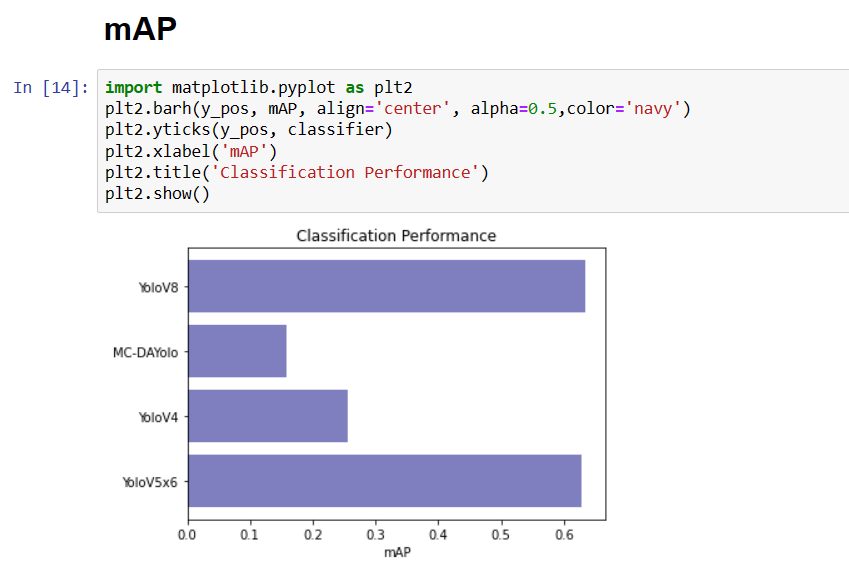 mAP
In [14]: import matplotlib.pyplot as plt2
plt2.barh(y_pos, mAP, align='center', alpha=0.5,color='navy')
plt2.yticks(y_pos, classifier)
plt2.xlabel('mAP')
plt2.title('Classification Performance')
plt2.show()
Classification Performance
YoloV8
MC-DAYolo
YoloV4
YoloV5x6
0.0 0.1 0.2 0.3 0.4 0.5 0.6
mAP